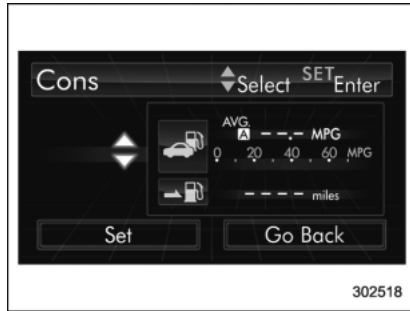 Cons Select SET Enter
AVG.
A --.- MPG
0 . 20 . 40 . 60 MPG
---- miles
Set Go Back
302518